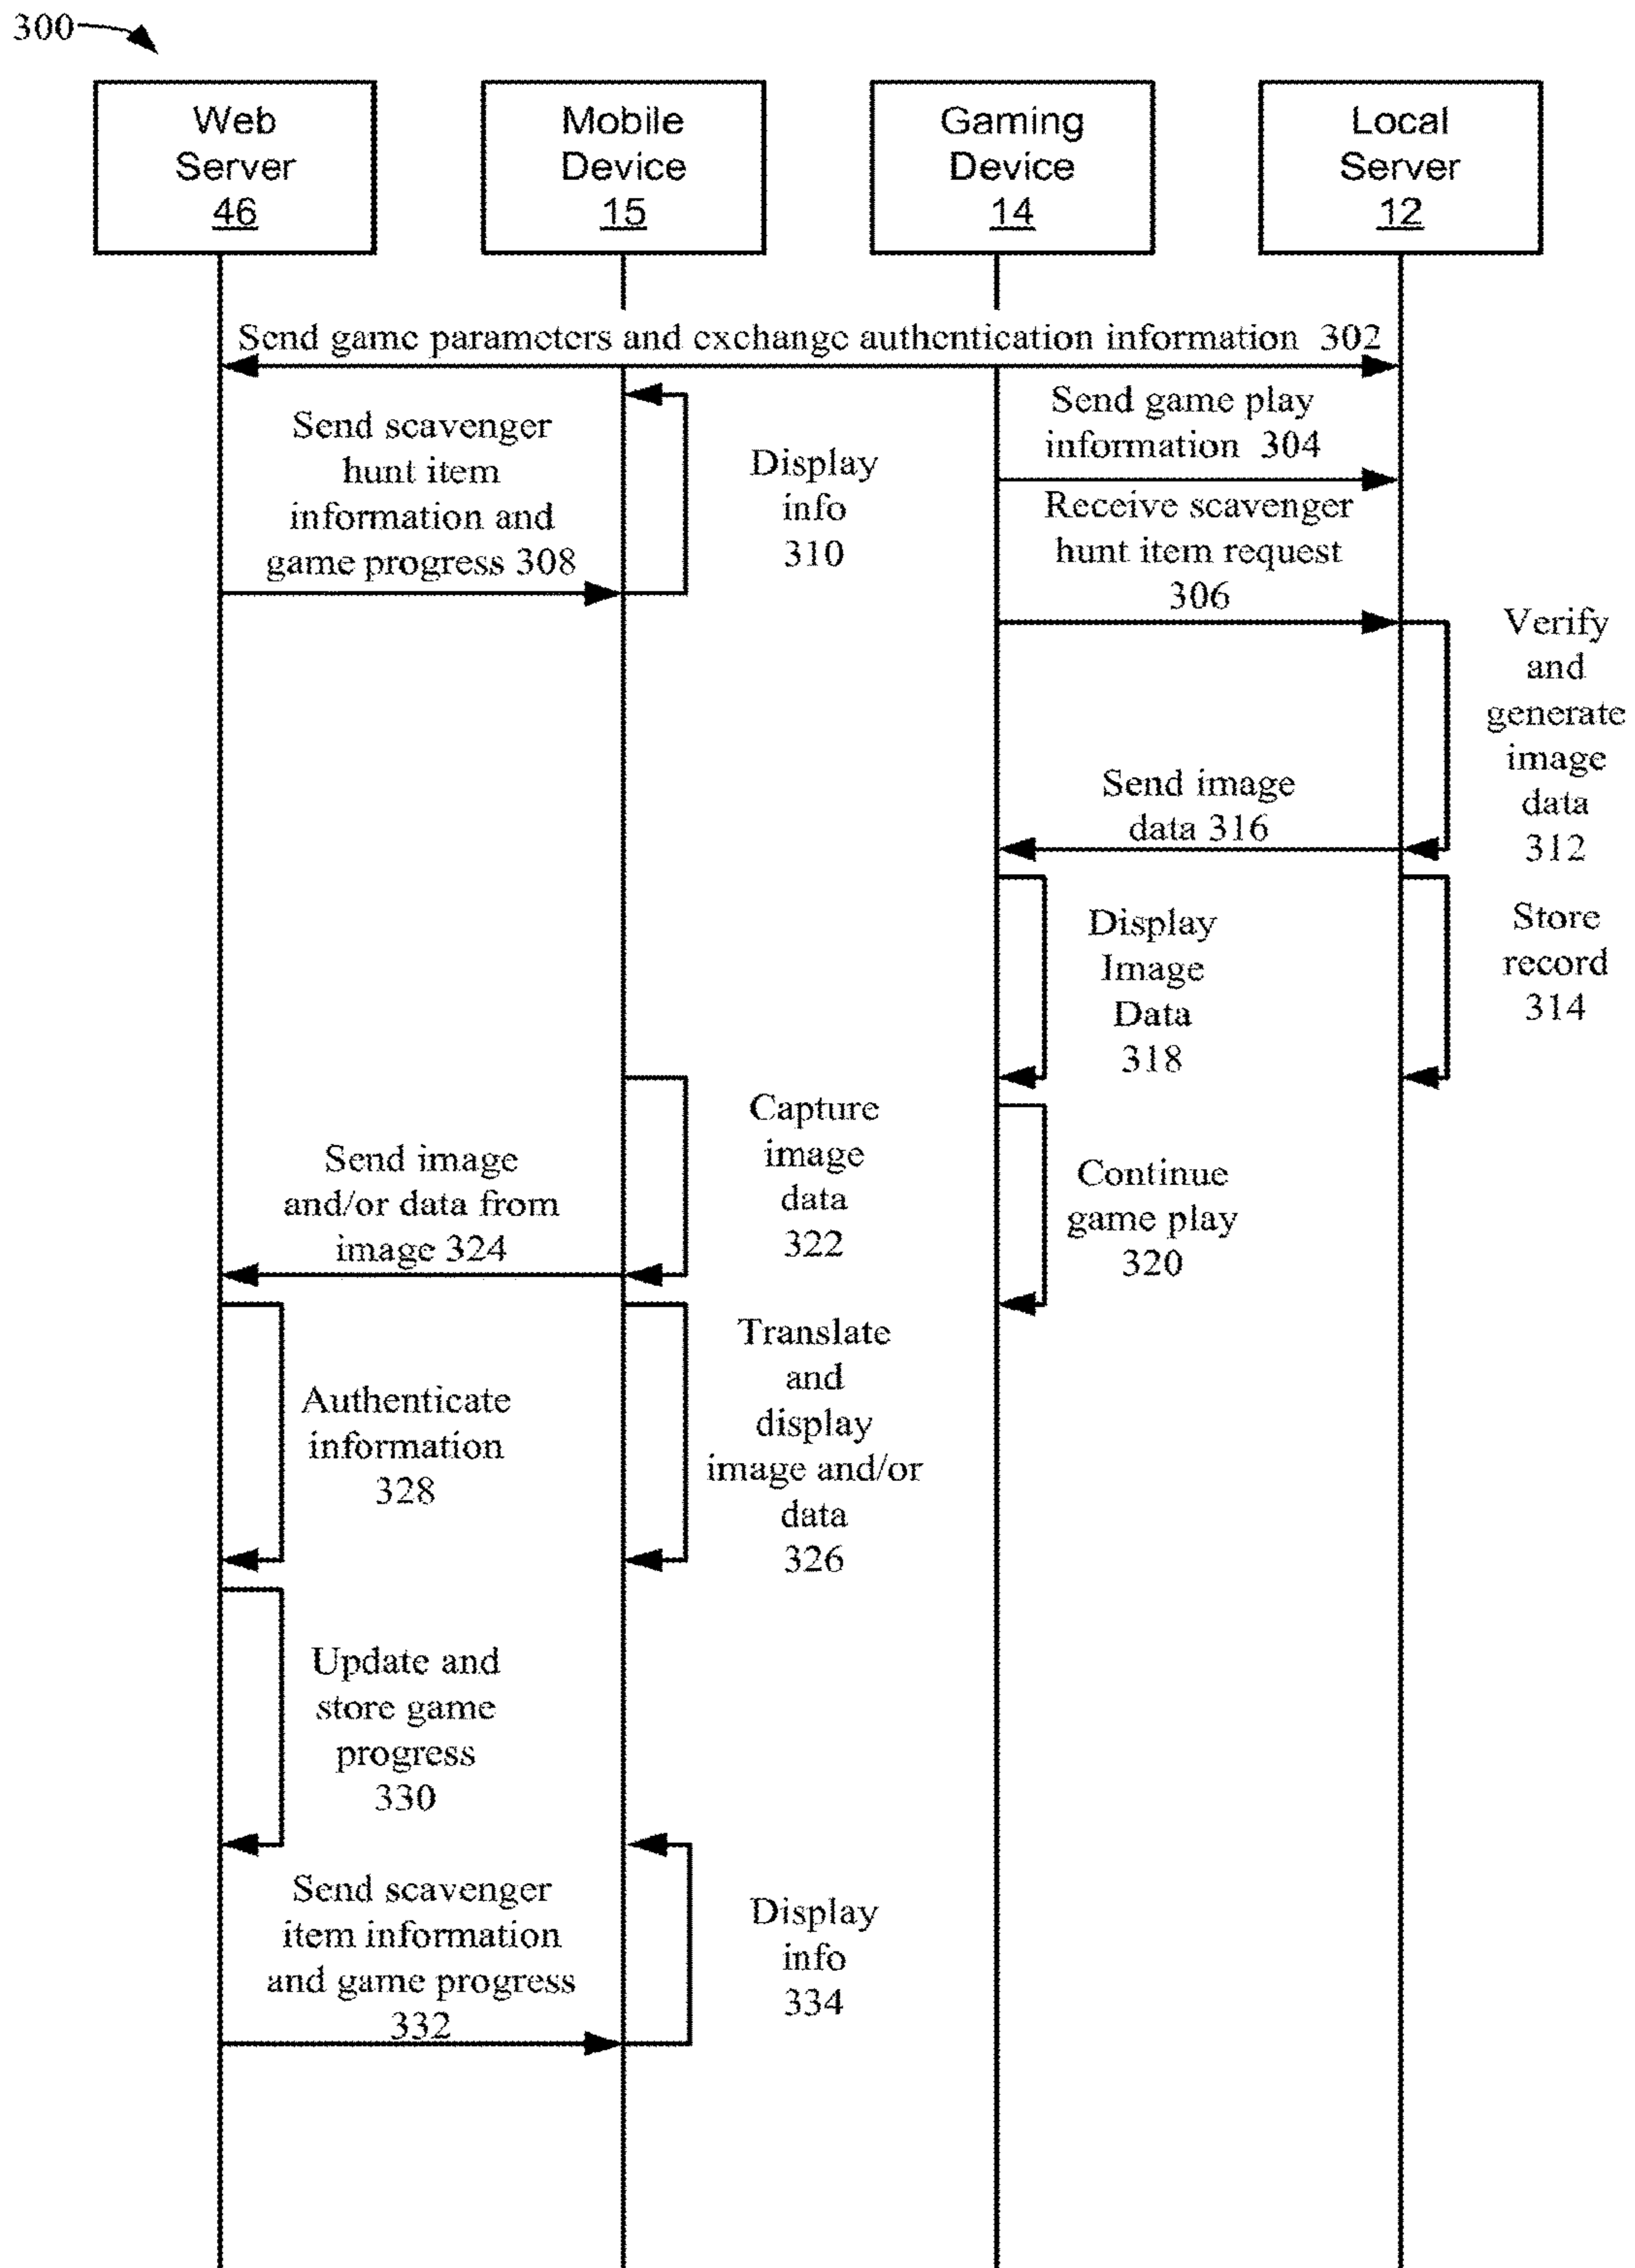 300
Web
Server
46
Mobile
Device
15
Gaming
Device
14
Local
Server
12
Send game parameters and exchange authentication information 302
Send game play
information 304
Send scavenger
hunt item
information and
game progress 308
Display
info
310
Receive scavenger
hunt item request
306
Verify
and
generate
image
data
312
Send image
data 316
Display
Image
Data
318
Store
record
314
Capture
image
data
322
Send image
and/or data from
image 324
Continue
game play
320
Translate
and
display
image and/or
data
326
Authenticate
information
328
Update and
store game
progress
330
Send scavenger
item information
and game progress
332
Display
info
334